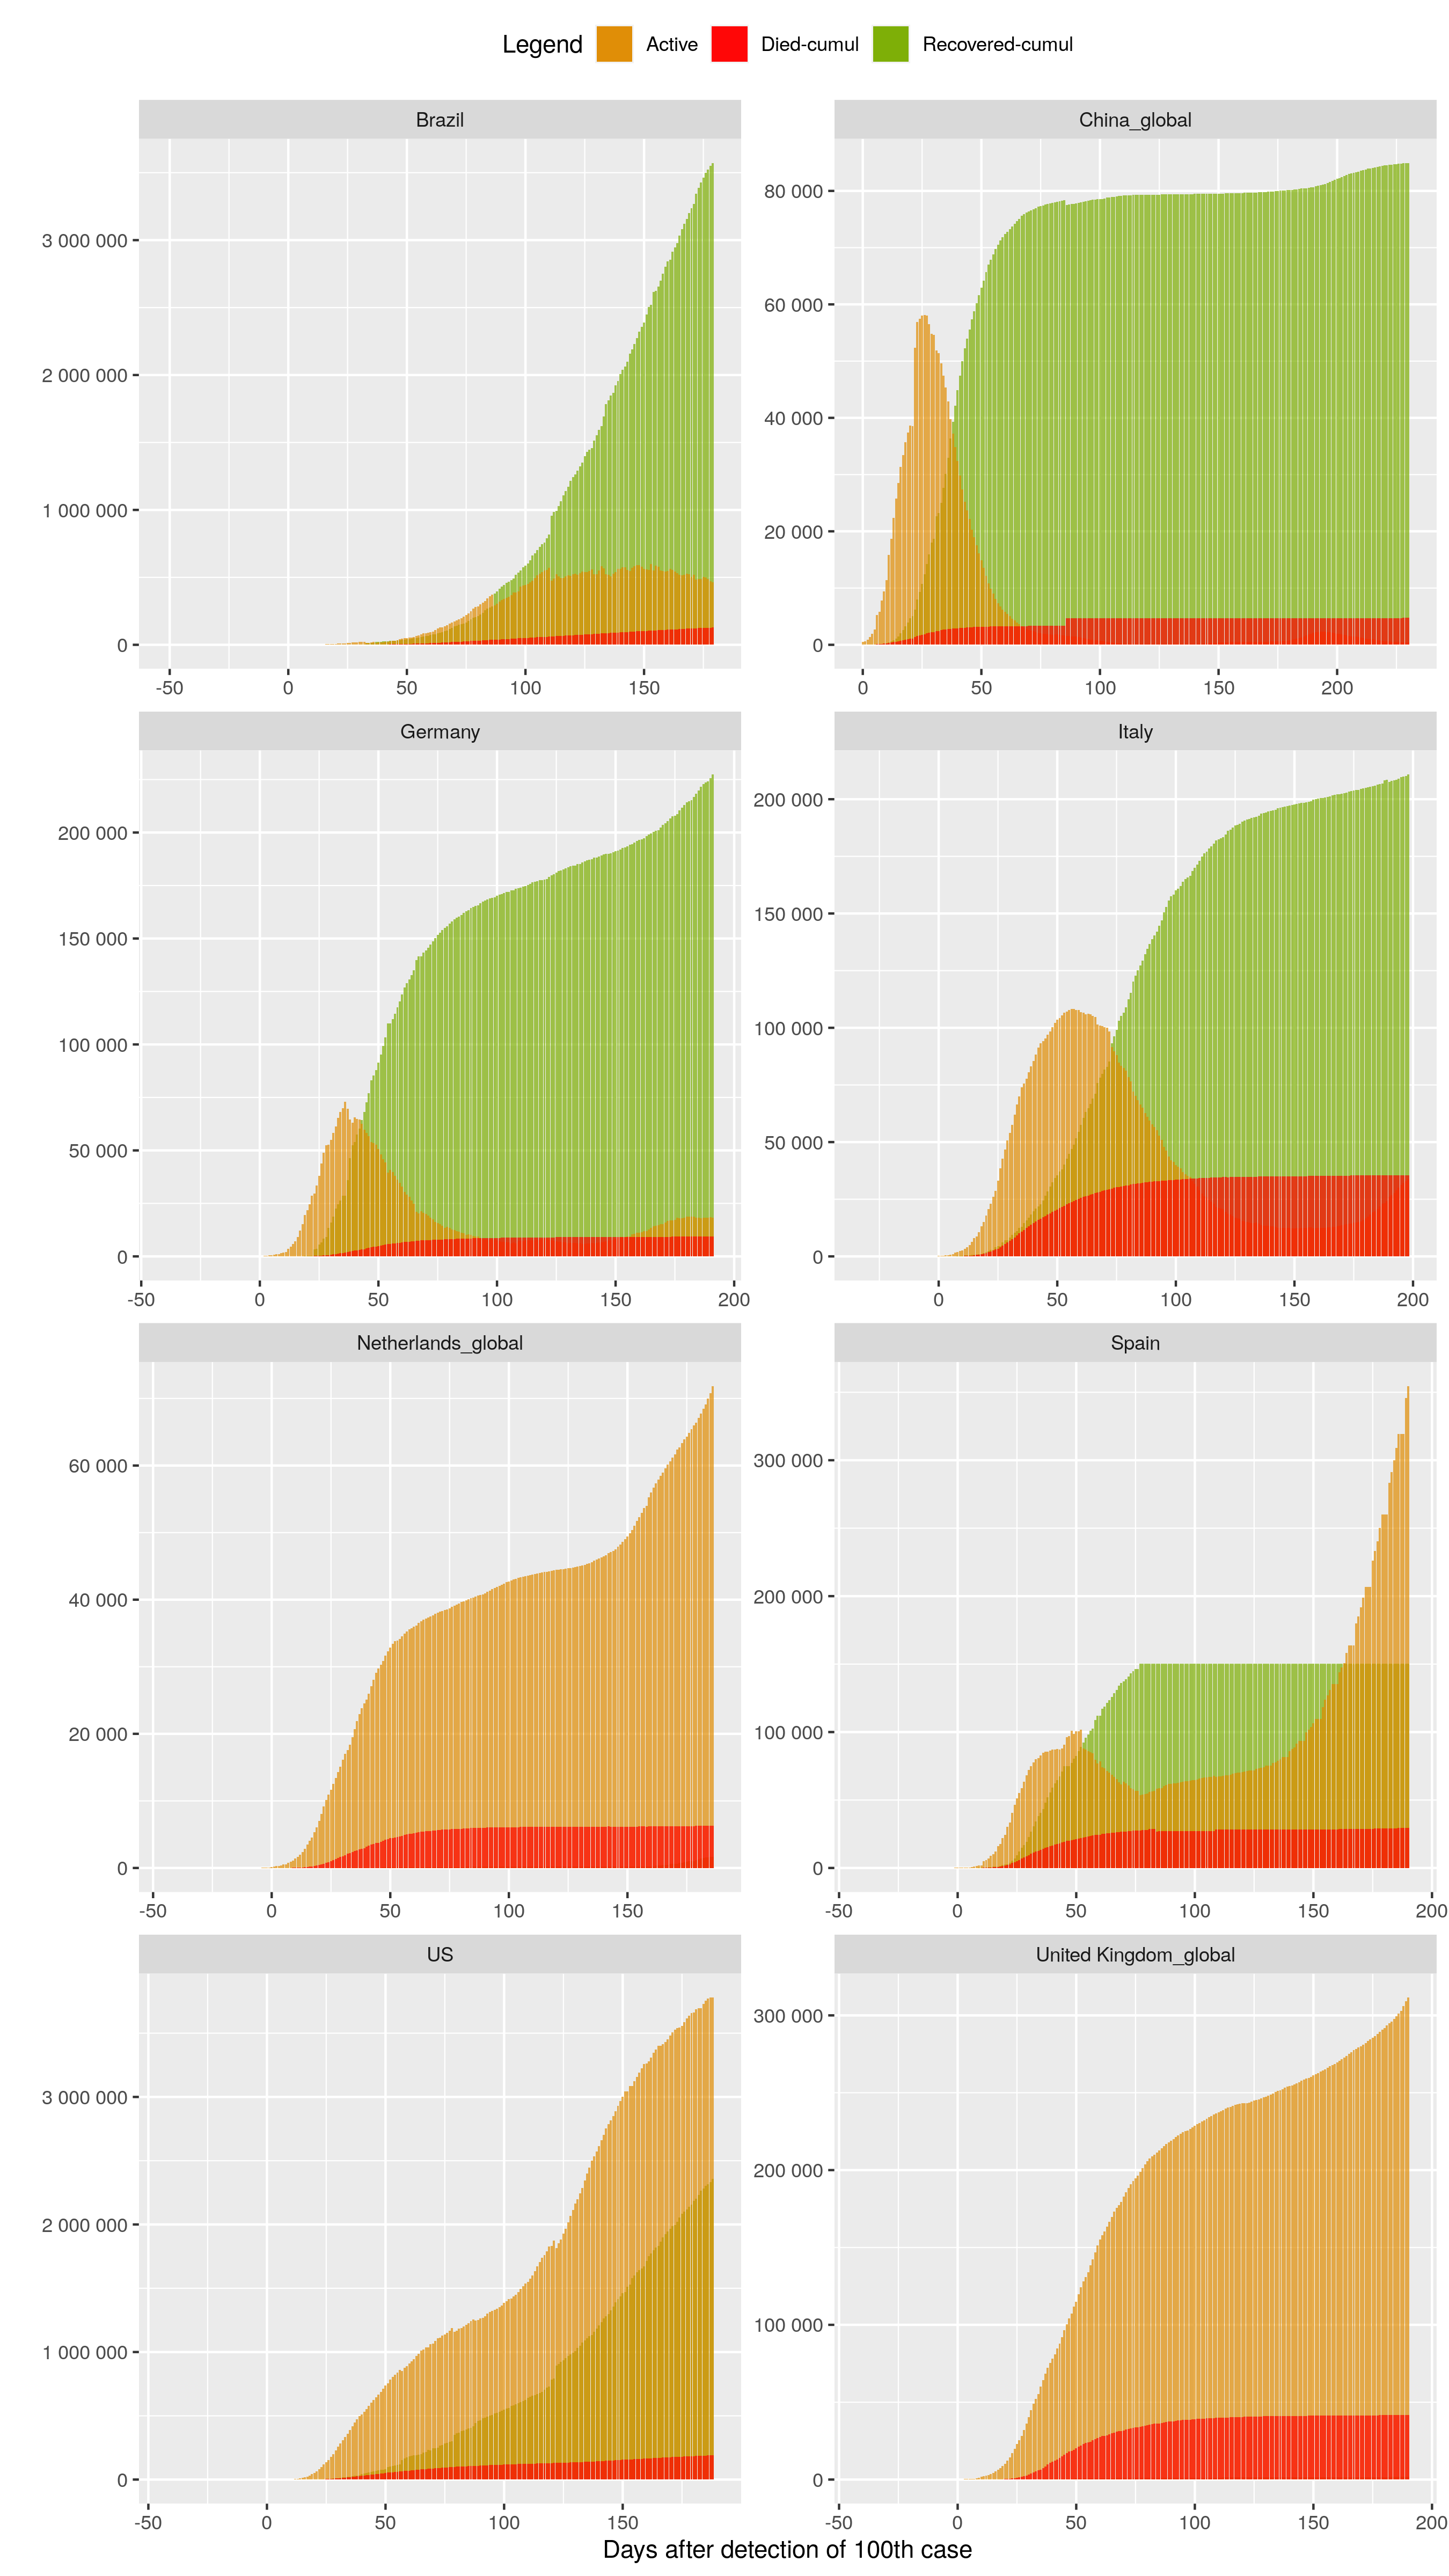 Legend Active Died-cumul Recovered-cumul
Brazil China_global
3 000 000
2 000 000
1 000 000
0
-50 0 50 100 150
80 000
60 000
40 000
20 000
0
0 50 100 150 200
Germany Italy
200 000
150 000
100 000
50 000
0
-50 0 50 100 150 200
200 000
150 000
100 000
50 000
0
0 50 100 150 200
Netherlands_global Spain
60 000
40 000
20 000
0
-50 0 50 100 150
300 000
200 000
100 000
0
-50 0 50 100 150 200
US United Kingdom_global
3 000 000
2 000 000
1 000 000
0
-50 0 50 100 150
300 000
200 000
100 000
0
-50 0 50 100 150 200
Days after detection of 100th case